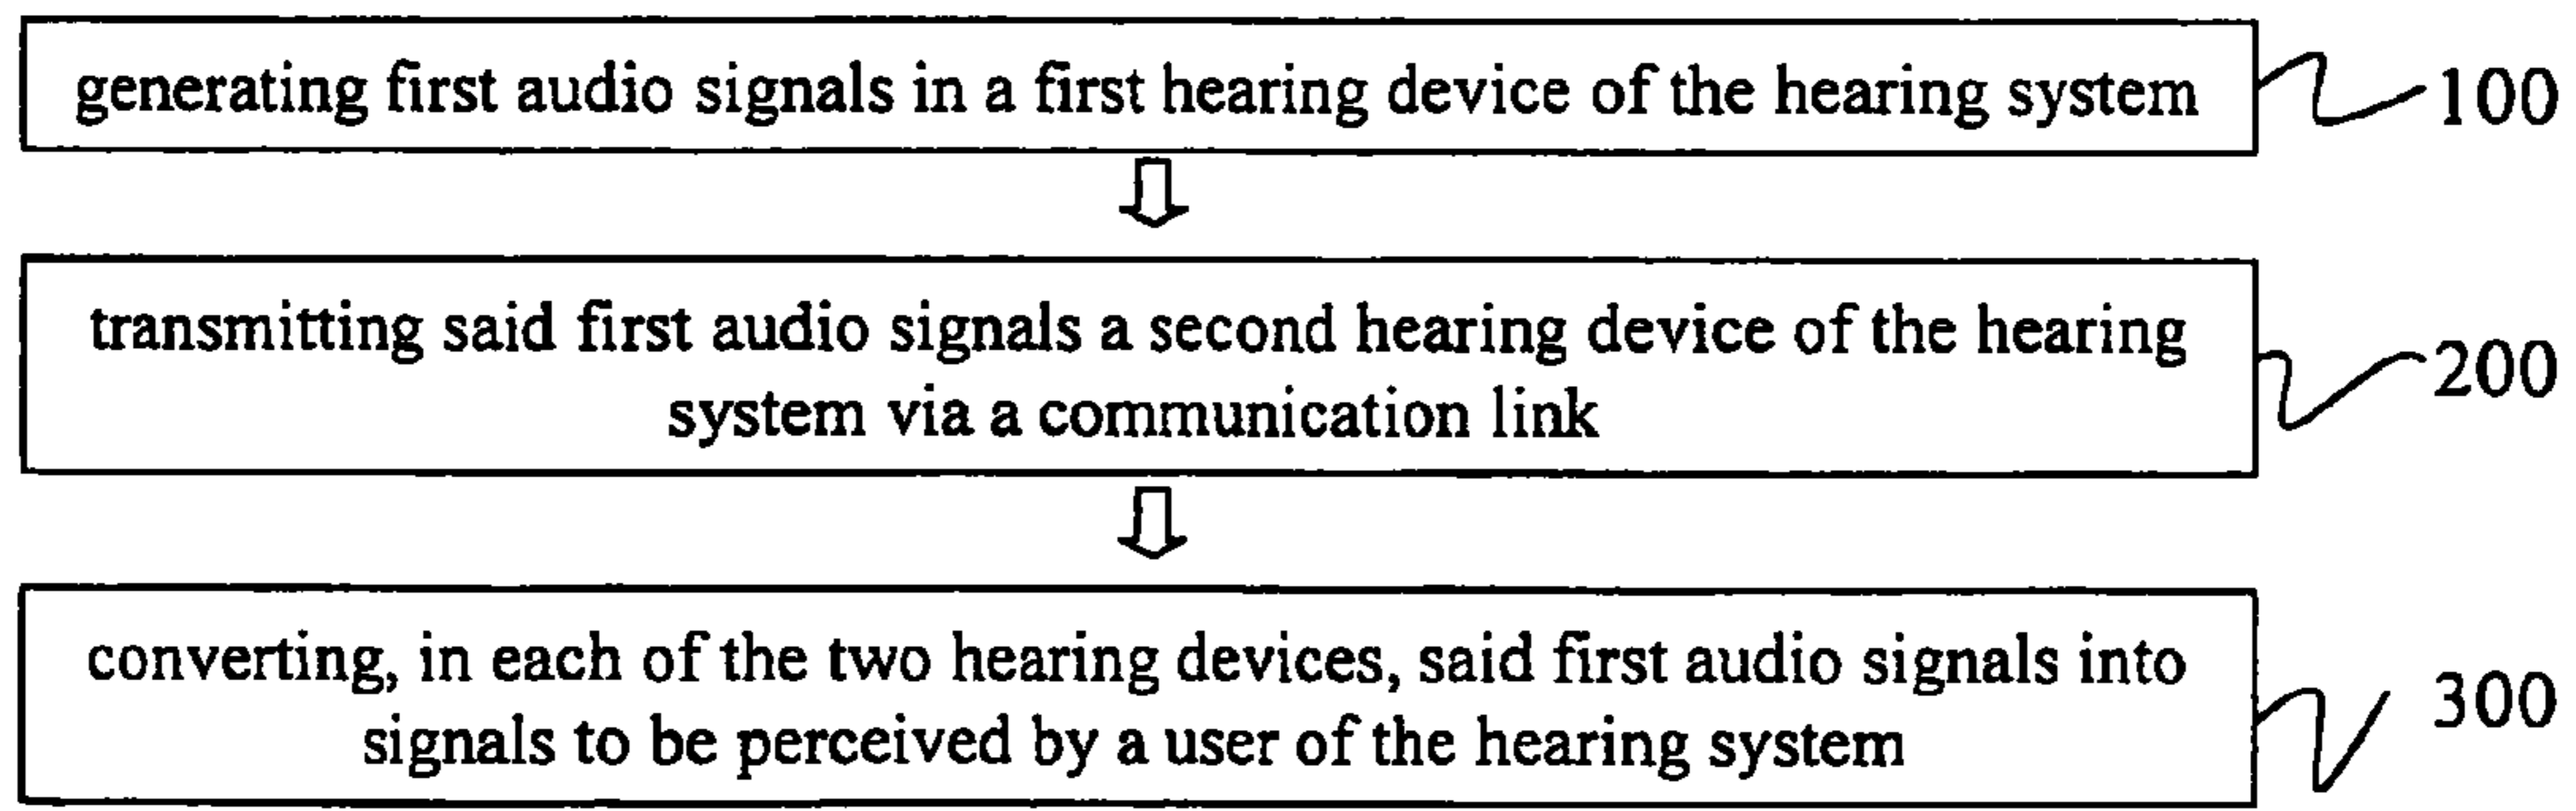 generating first audio signals in a first hearing device of the hearing system
100
transmitting said first audio signals a second hearing device of the hearing
system via a communication link
200
converting, in each of the two hearing devices, said first audio signals into
signals to be perceived by a user of the hearing system
300